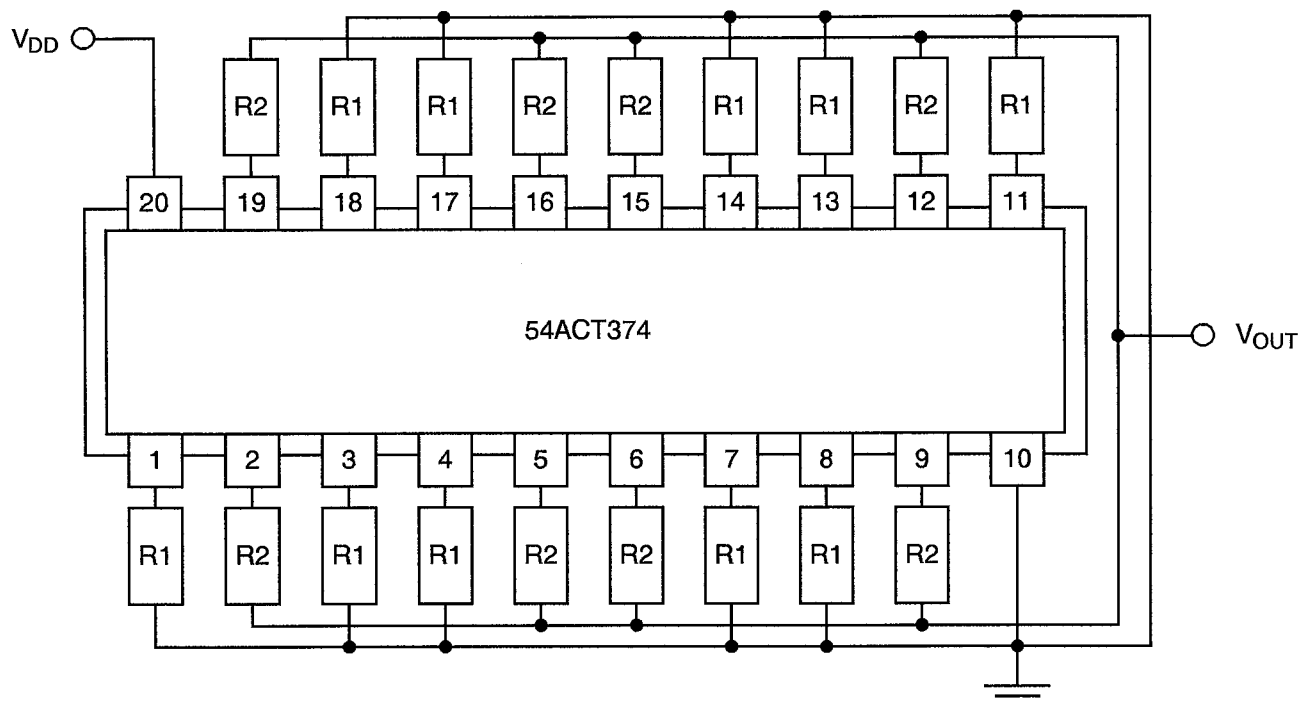 V_DD
R2 R1 R1 R2 R2 R1 R1 R2 R1
20 19 18 17 16 15 14 13 12 11
54ACT374
V_OUT
1 2 3 4 5 6 7 8 9 10
R1 R2 R1 R1 R2 R2 R1 R1 R2